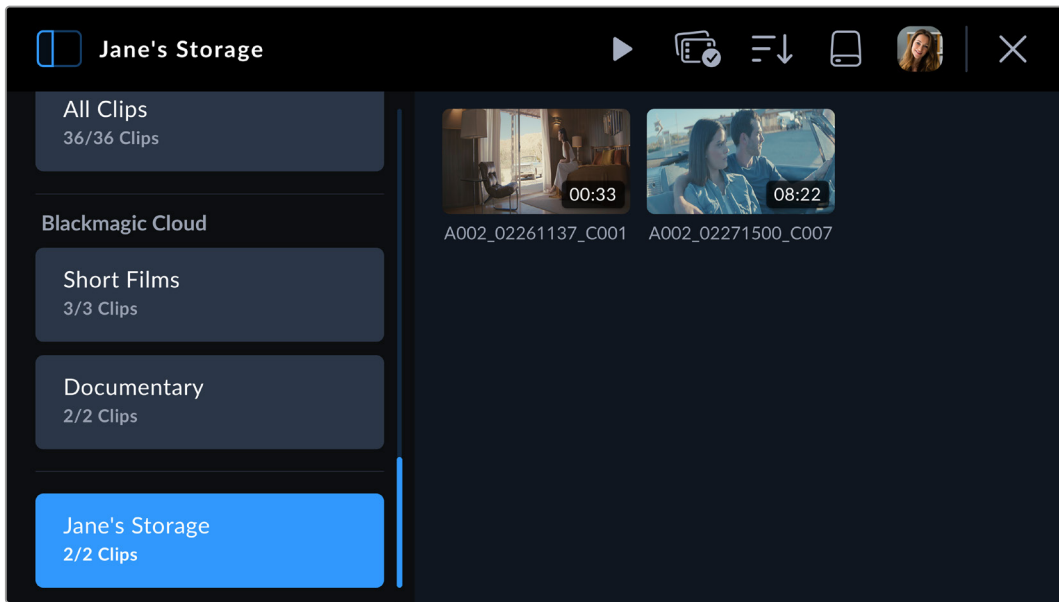 Jane's Storage
All Clips
36/36 Clips
Blackmagic Cloud
Short Films
3/3 Clips
Documentary
2/2 Clips
Jane's Storage
2/2 Clips
00:33
08:22
A002_02261137_C001
A002_02271500_C007